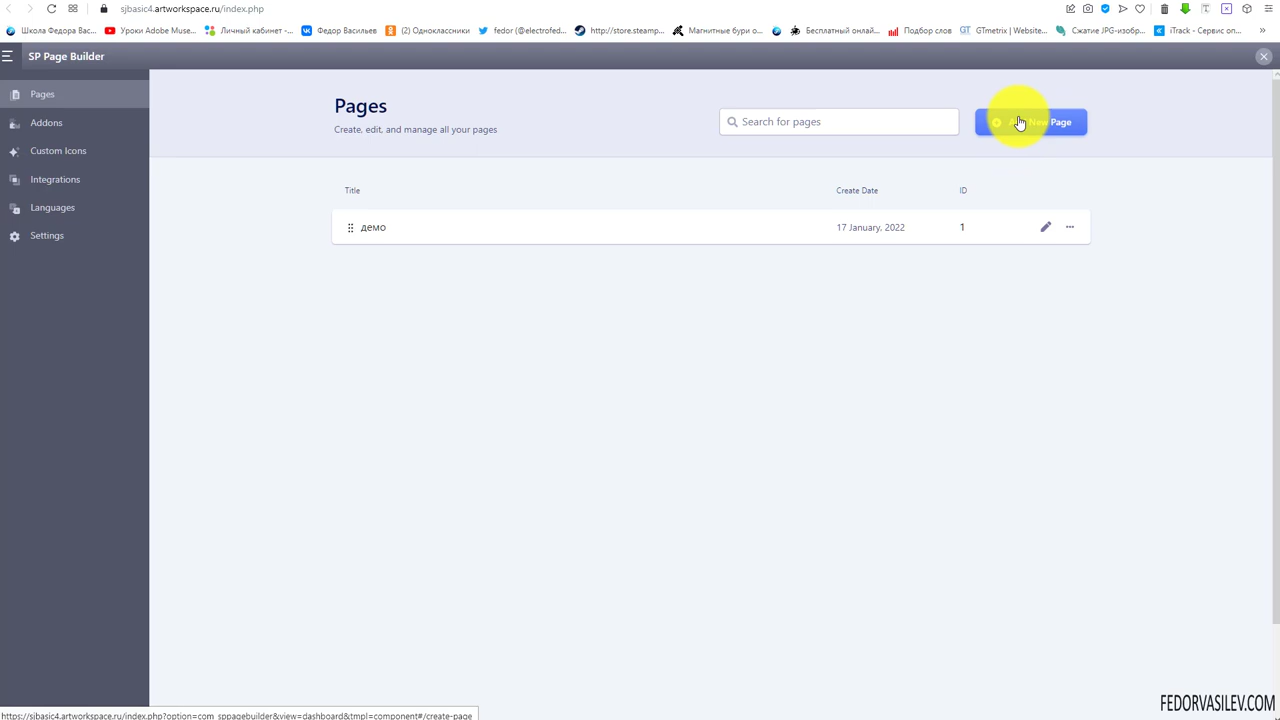 sjbasic4.artworkspace.ru/index.php
Школа Федора Вас...
Уроки Adobe Muse...
Личный кабинет -...
Федор Васильев
(2) Одноклассники
fedor (@electrofed...
http://store.steamp...
Магнитные бури о...
Бесплатный онлай...
Подбор слов
GTmetrix | Website...
Сжатие JPG-изобр...
iTrack - Сервис оп...
SP Page Builder
Pages
Addons
Custom Icons
Integrations
Languages
Settings
Pages
Create, edit, and manage all your pages
Search for pages
New Page
Title
Create Date
ID
демо
17 January, 2022
1
https://sjbasic4.artworkspace.ru/index.php?option=com_sppagebuilder&view=dashboard&tmpl=component#/create-page
FEDORVASILEV.COM